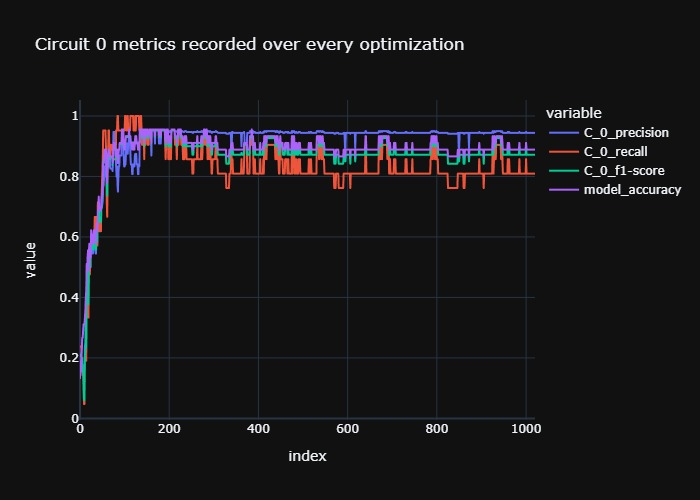 Circuit 0 metrics recorded over every optimization
variable
C_0_precision
C_0_recall
C_0_f1-score
model_accuracy
value
1
0.8
0.6
0.4
0.2
0
0
200
400
600
800
1000
index